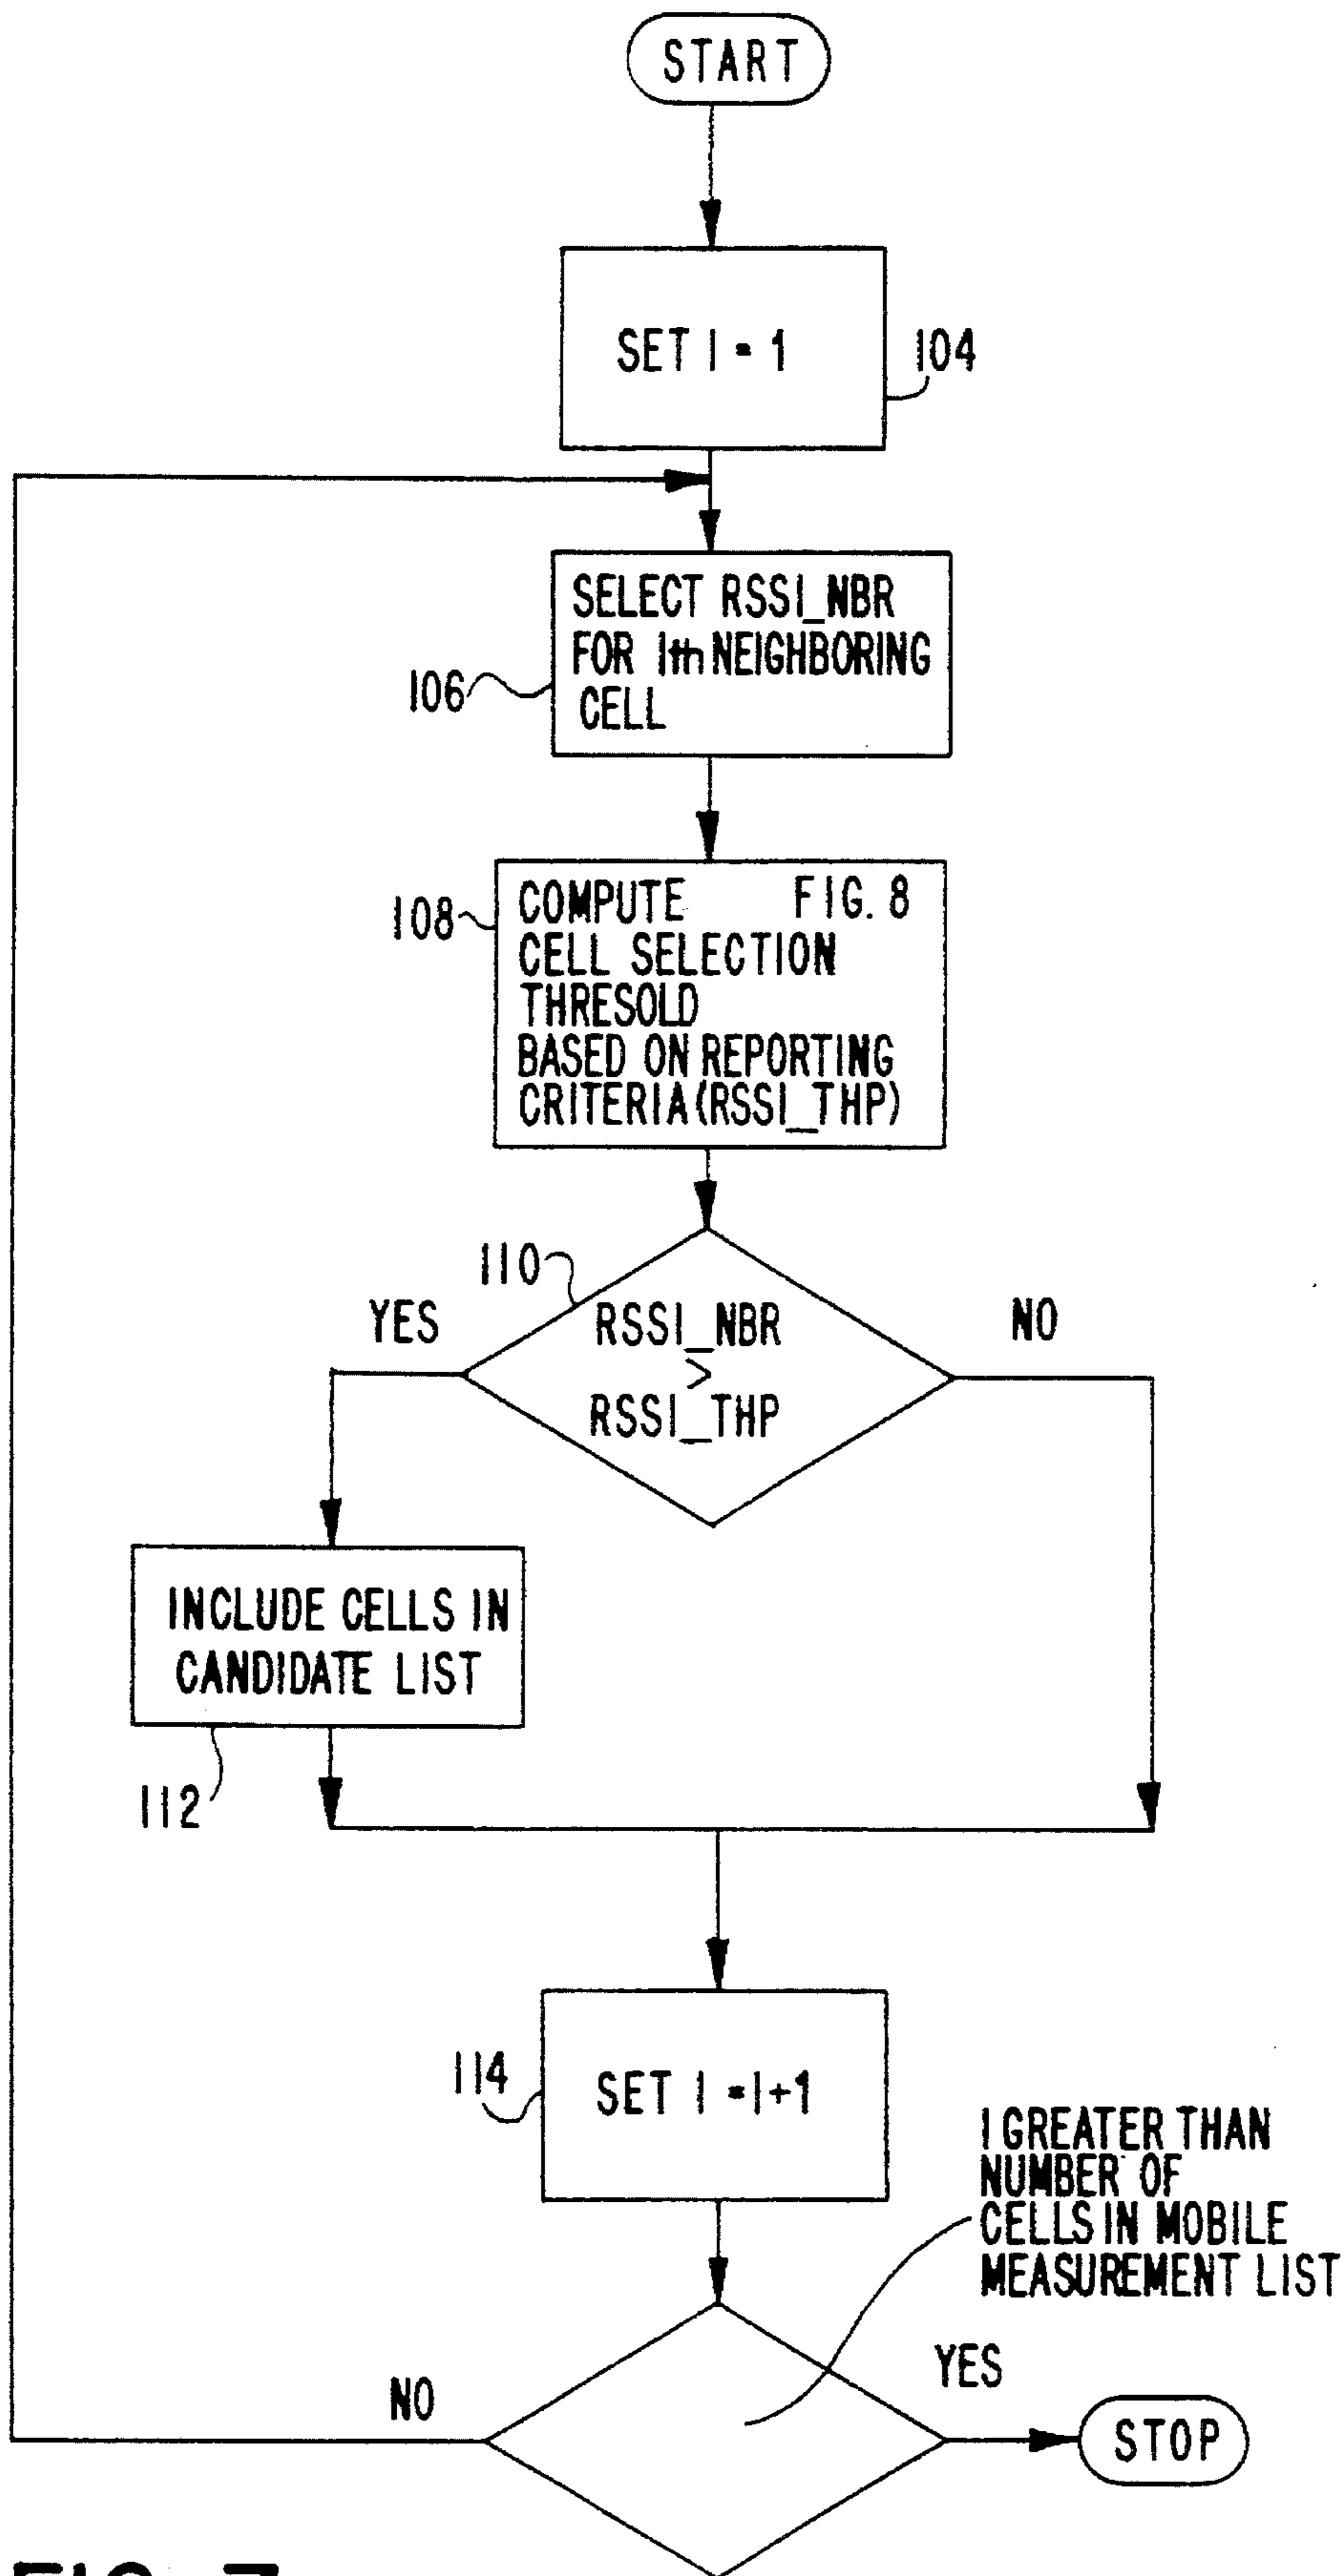 START
SET I = 1
104
SELECT RSSI_NBR
FOR Ith NEIGHBORING
CELL
106
108
COMPUTE FIG. 8
CELL SELECTION
THRESOLD
BASED ON REPORTING
CRITERIA (RSSI_THP)
110
YES
RSSI_NBR
>
RSSI_THP
NO
INCLUDE CELLS IN
CANDIDATE LIST
112
114
SET I = I+1
I GREATER THAN
NUMBER OF
CELLS IN MOBILE
MEASUREMENT LIST
NO
YES
STOP
FIG. 7